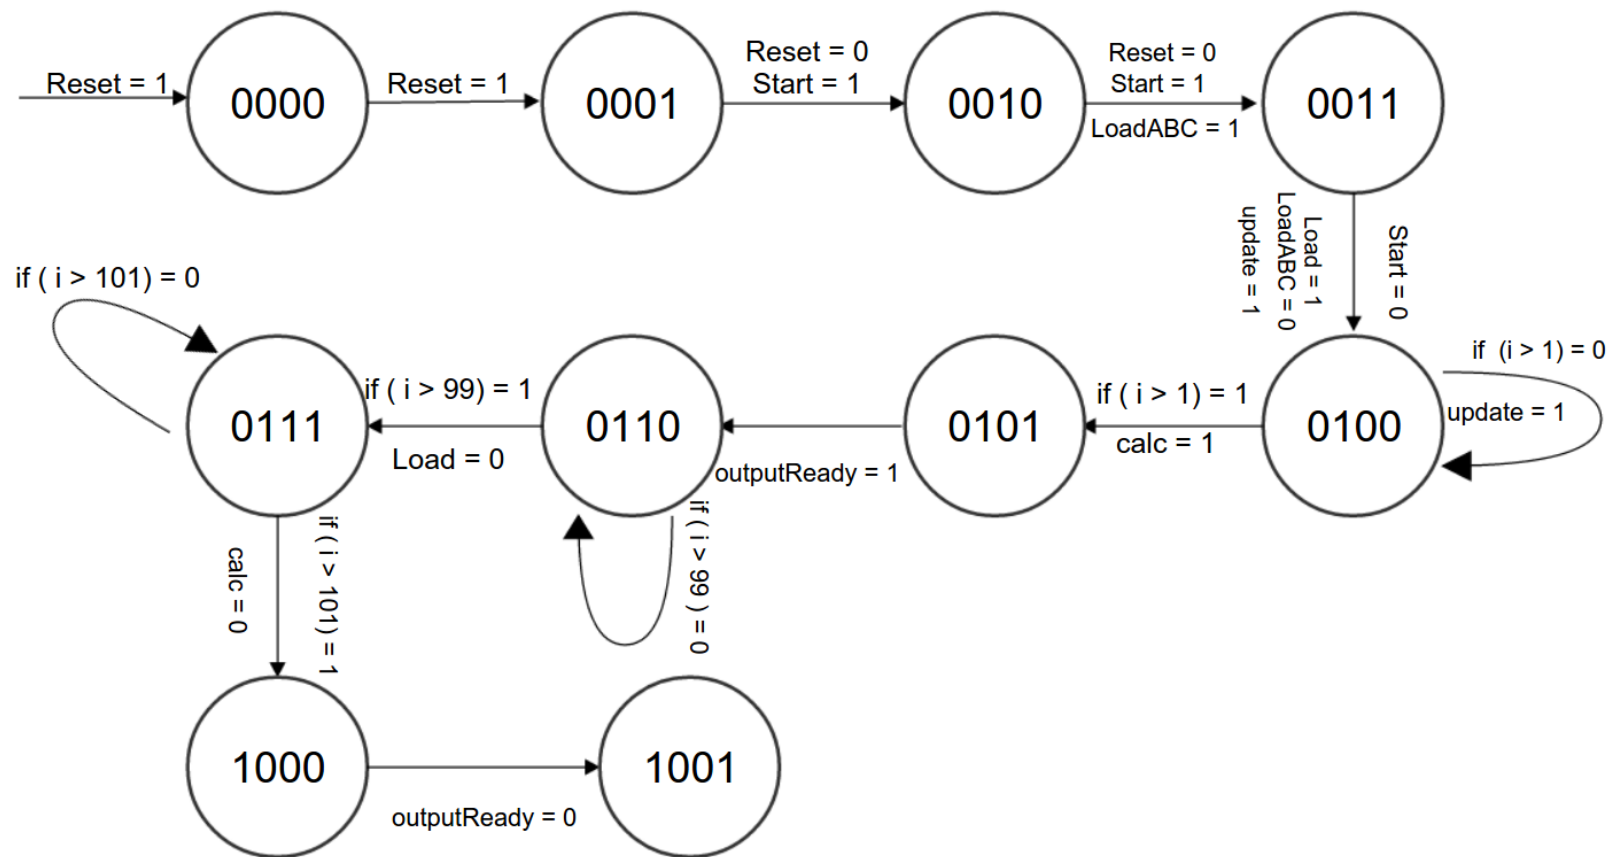 Reset = 1
0000
Reset = 1
0001
Reset = 0
Start = 1
0010
Reset = 0
Start = 1
LoadABC = 1
0011
Start = 0
Load = 1
LoadABC = 0
update = 1
if ( i > 101) = 0
0111
if ( i > 99) = 1
Load = 0
0110
outputReady = 1
0101
if ( i > 1) = 1
calc = 1
0100
if (i > 1) = 0
update = 1
if ( i > 99 ) = 0
if ( i > 101) = 1
calc = 0
1000
outputReady = 0
1001